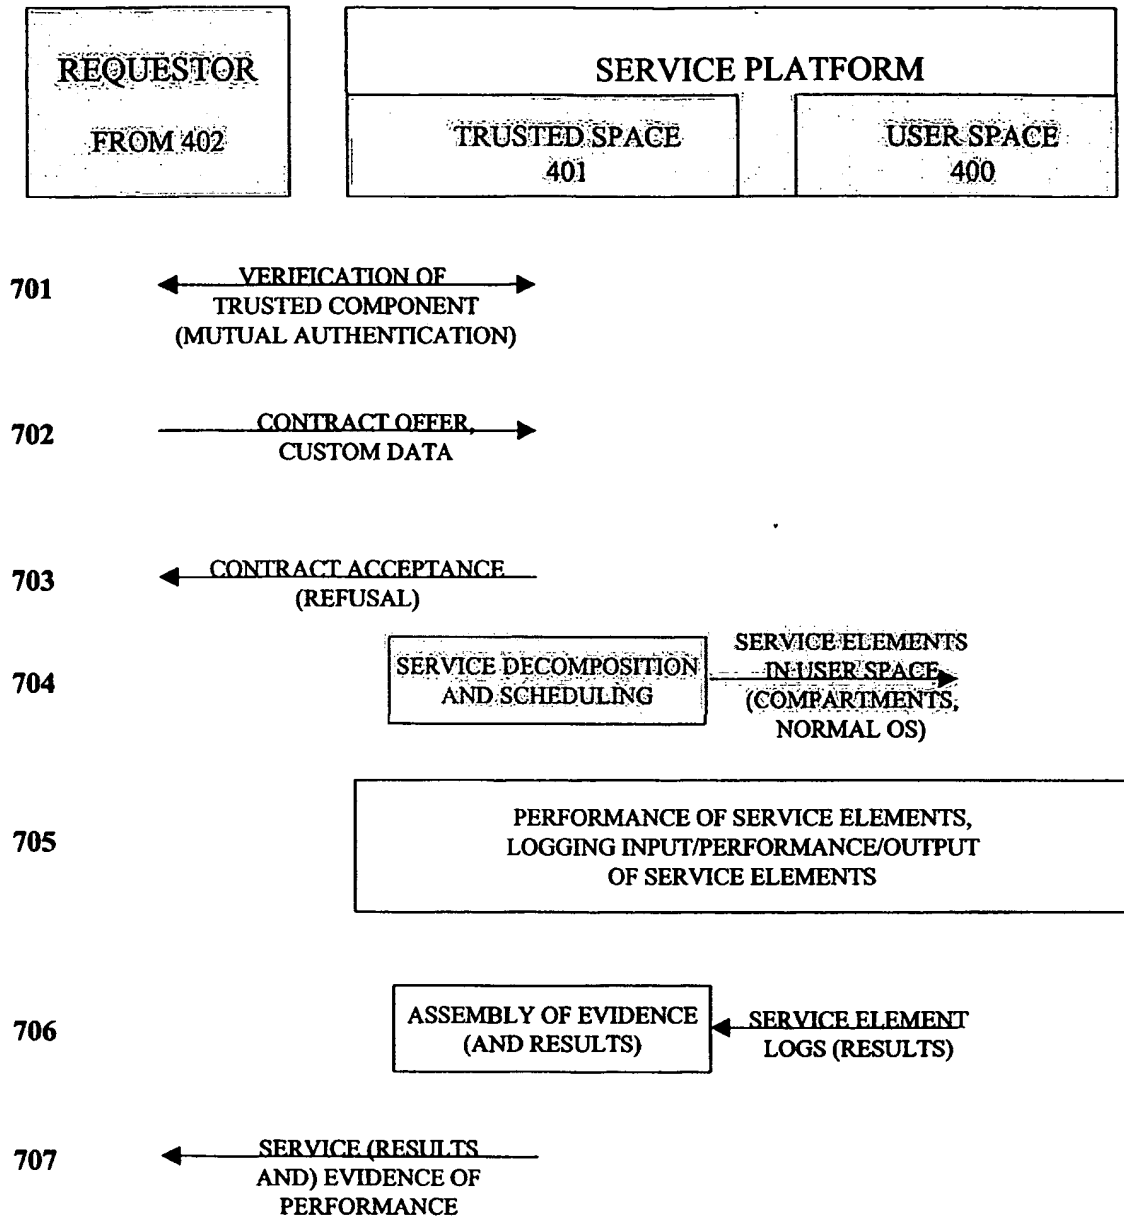 REQUESTOR
FROM 402
SERVICE PLATFORM
TRUSTED SPACE
401
USER SPACE
400
701
VERIFICATION OF
TRUSTED COMPONENT
(MUTUAL AUTHENTICATION)
702
CONTRACT OFFER,
CUSTOM DATA
703
CONTRACT ACCEPTANCE
(REFUSAL)
704
SERVICE DECOMPOSITION
AND SCHEDULING
SERVICE ELEMENTS
IN USER SPACE
(COMPARTMENTS,
NORMAL OS)
705
PERFORMANCE OF SERVICE ELEMENTS,
LOGGING INPUT/PERFORMANCE/OUTPUT
OF SERVICE ELEMENTS
706
ASSEMBLY OF EVIDENCE
(AND RESULTS)
SERVICE ELEMENT
LOGS (RESULTS)
707
SERVICE (RESULTS
AND) EVIDENCE OF
PERFORMANCE